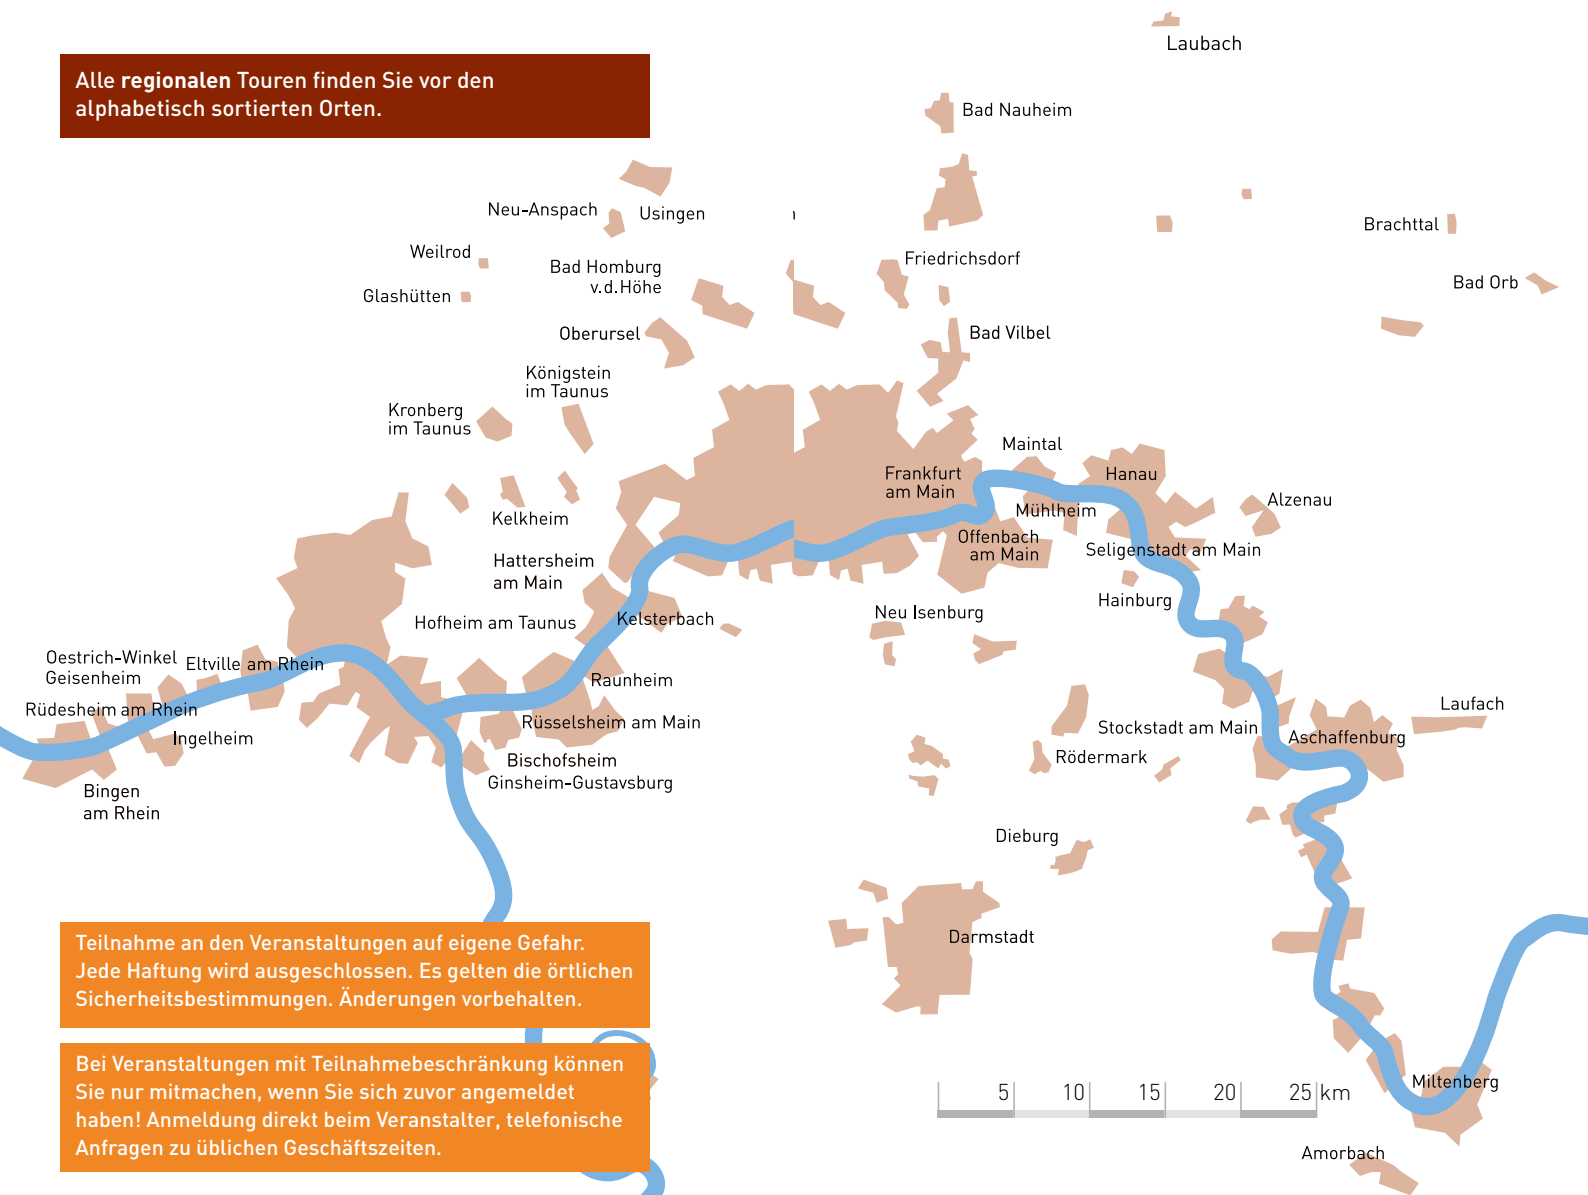 Laubach
Alle regionalen Touren finden Sie vor den
alphabetisch sortierten Orten.
Bad Nauheim
Neu-Anspach
Usingen
Brachttal
Weilrod
Friedrichsdorf
Bad Homburg
v.d.Höhe
Bad Orb
Glashütten
Oberursel
Bad Vilbel
Königstein
im Taunus
Kronberg
im Taunus
Maintal
Frankfurt
am Main
Hanau
Alzenau
Kelkheim
Mühlheim
Offenbach
am Main
Seligenstadt am Main
Hattersheim
am Main
Hainburg
Hofheim am Taunus
Kelsterbach
Neu Isenburg
Oestrich-Winkel
Geisenheim
Eltville am Rhein
Raunheim
Rüdesheim am Rhein
Rüsselsheim am Main
Laufach
Stockstadt am Main
Aschaffenburg
Ingelheim
Bischofsheim
Ginsheim-Gustavsburg
Rödermark
Bingen
am Rhein
Dieburg
Darmstadt
Teilnahme an den Veranstaltungen auf eigene Gefahr.
Jede Haftung wird ausgeschlossen. Es gelten die örtlichen
Sicherheitsbestimmungen. Änderungen vorbehalten.
Bei Veranstaltungen mit Teilnahmebeschränkung können
Sie nur mitmachen, wenn Sie sich zuvor angemeldet
haben! Anmeldung direkt beim Veranstalter, telefonische
Anfragen zu üblichen Geschäftszeiten.
5 10 15 20 25 km
Miltenberg
Amorbach